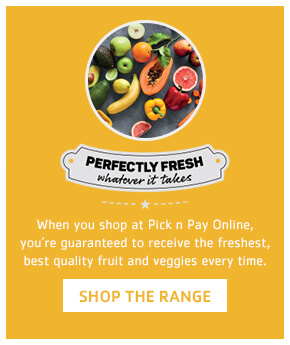 PERFECTLY FRESH
whatever it takes
When you shop at Pick n Pay Online,
you're guaranteed to receive the freshest,
best quality fruit and veggies every time.
SHOP THE RANGE